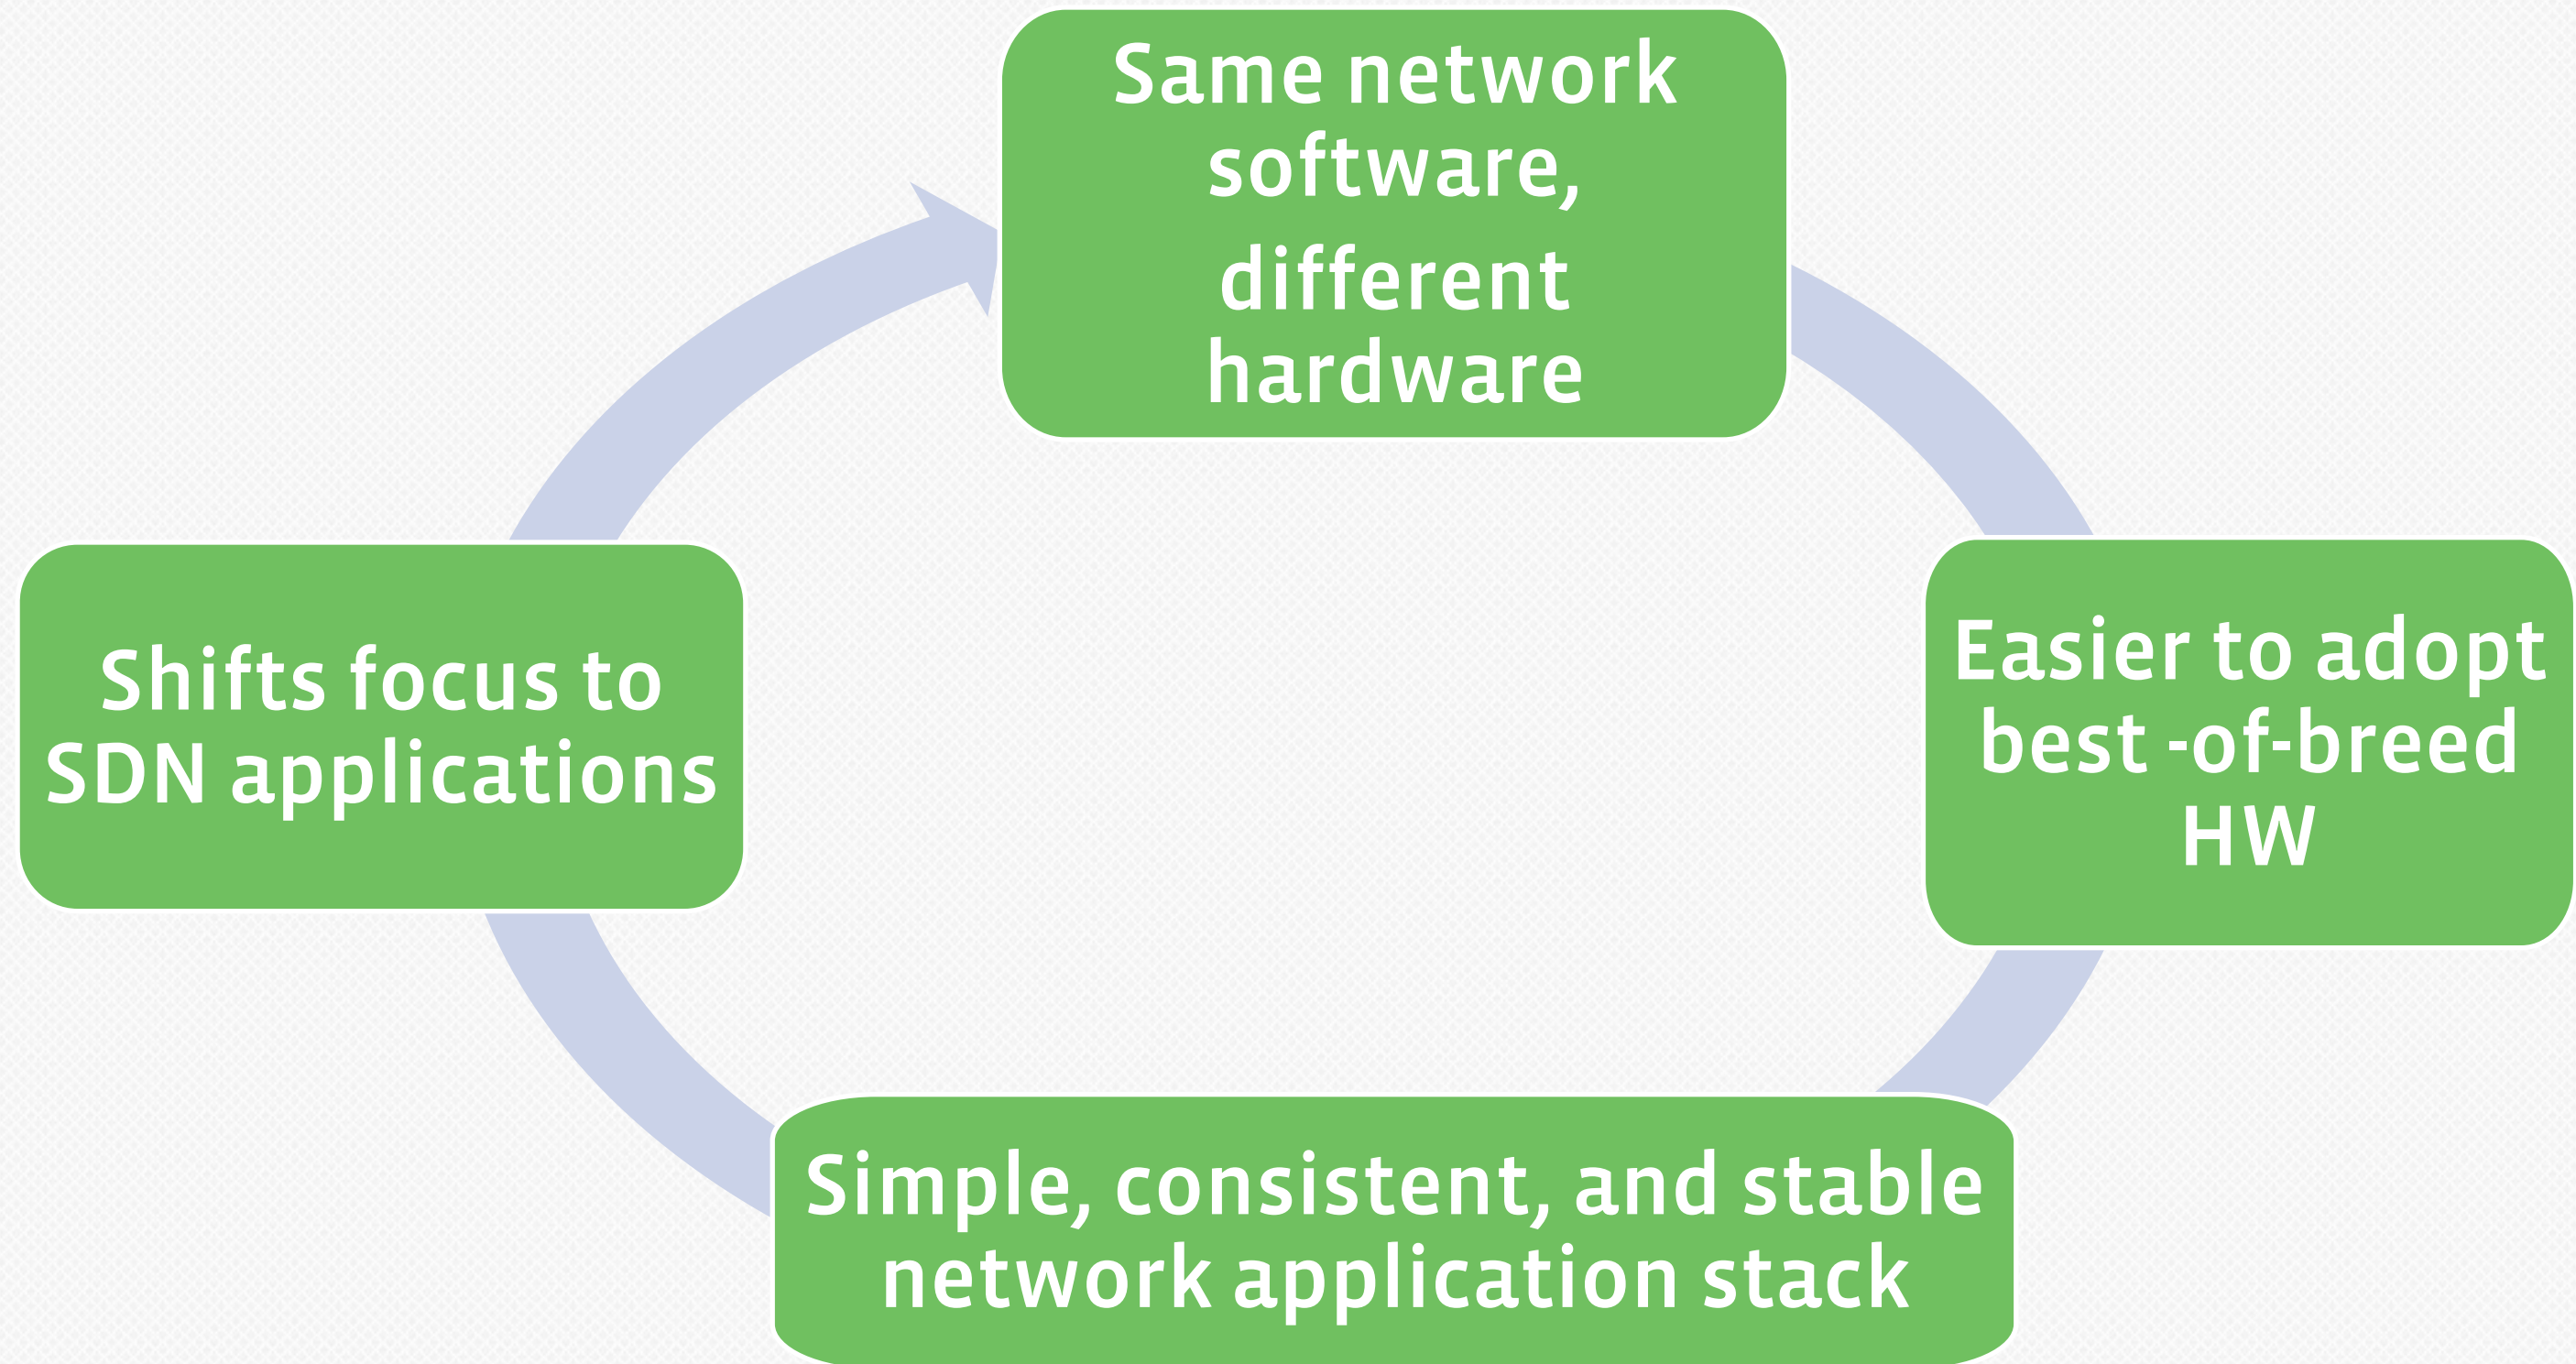 Same network
software,
different
hardware
Easier to adopt
best -of-breed
HW
Simple, consistent, and stable
network application stack
Shifts focus to
SDN applications